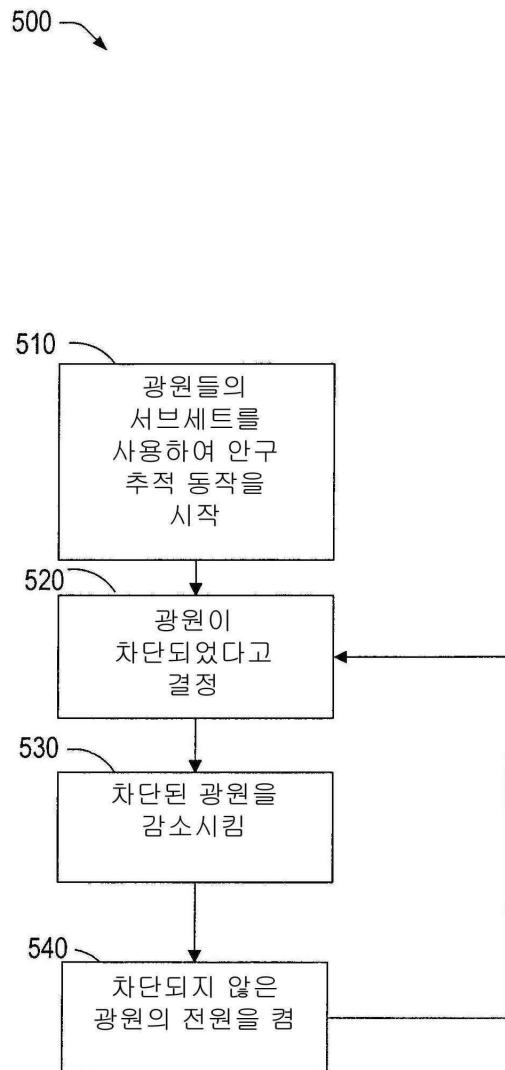 500
510
광원들의
서브세트를
사용하여 안구
추적 동작을
시작
520
광원이
차단되었다고
결정
530
차단된 광원을
감소시킴
540
차단되지 않은
광원의 전원을 켬